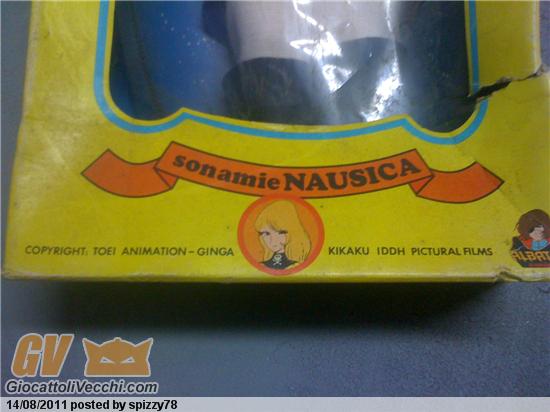 sonamie NAUSICA
COPYRIGHT: TOEI ANIMATION - GINGA KIKAKU IDDH PICTURAL FILMS
GV
GiocattoliVecchi.com
14/08/2011 posted by spizzy78